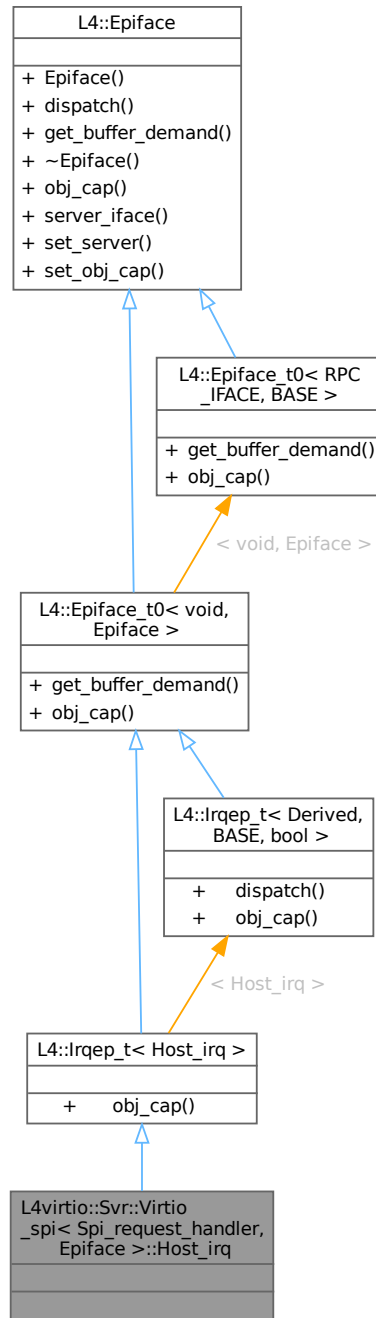 L4::Epiface
+ Epiface()
+ dispatch()
+ get_buffer_demand()
+ ~Epiface()
+ obj_cap()
+ server_iface()
+ set_server()
+ set_obj_cap()
L4::Epiface_t0< RPC
_IFACE, BASE >
+ get_buffer_demand()
+ obj_cap()
< void, Epiface >
L4::Epiface_t0< void,
Epiface >
+ get_buffer_demand()
+ obj_cap()
L4::Irqep_t< Derived,
BASE, bool >
+ dispatch()
+ obj_cap()
< Host_irq >
L4::Irqep_t< Host_irq >
+ obj_cap()
L4virtio::Svr::Virtio
_spi< Spi_request_handler,
Epiface >::Host_irq